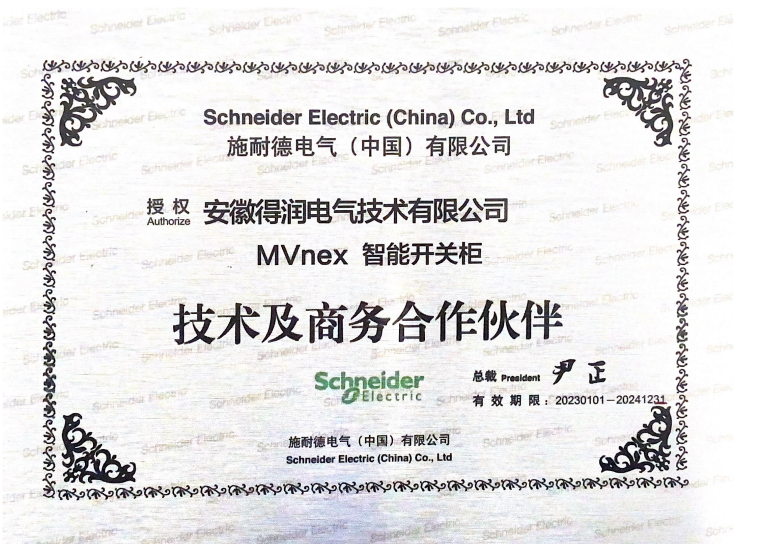 Schneider Electric (China) Co., Ltd
施耐德电气（中国）有限公司
授权 安徽得润电气技术有限公司
Authorize
MVnex 智能开关柜
技术及商务合作伙伴
Schneider
Electric
总裁 President 尹正
有效期限：20230101－20241231
施耐德电气（中国）有限公司
Schneider Electric (China) Co., Ltd